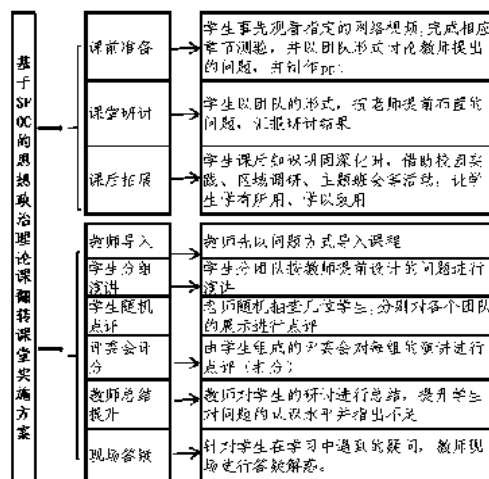 基于SPOC的思想政治理论课翻转课堂实施方案
课前准备
学生事先观看指定的网络视频,完成相应
章节测验,并以团队形式讨论教师提出
的问题,并制作ppt
课堂研讨
学生以团队的形式,按老师提前布置的
问题,汇报研讨结果
课后拓展
学生课后知识巩固深化时,借助校园实
践、区域调研、主题班会等活动,让学
生学有所用、学以致用
教师导入
教师先以问题方式导入课程
学生分组
演讲
学生分团队按教师提前设计的问题进行
演讲
学生随机
点评
老师随机抽查几位学生,分别对各个团队
的展示进行点评
评委会评
分
由学生组成的评委会对每组的演讲进行
点评(打分)
教师总结
提升
教师对学生的研讨进行总结,提升学生
对问题的认识水平并指出不足
现场答疑
针对学生在学习中遇到的疑问,教师现
场进行答疑解惑。